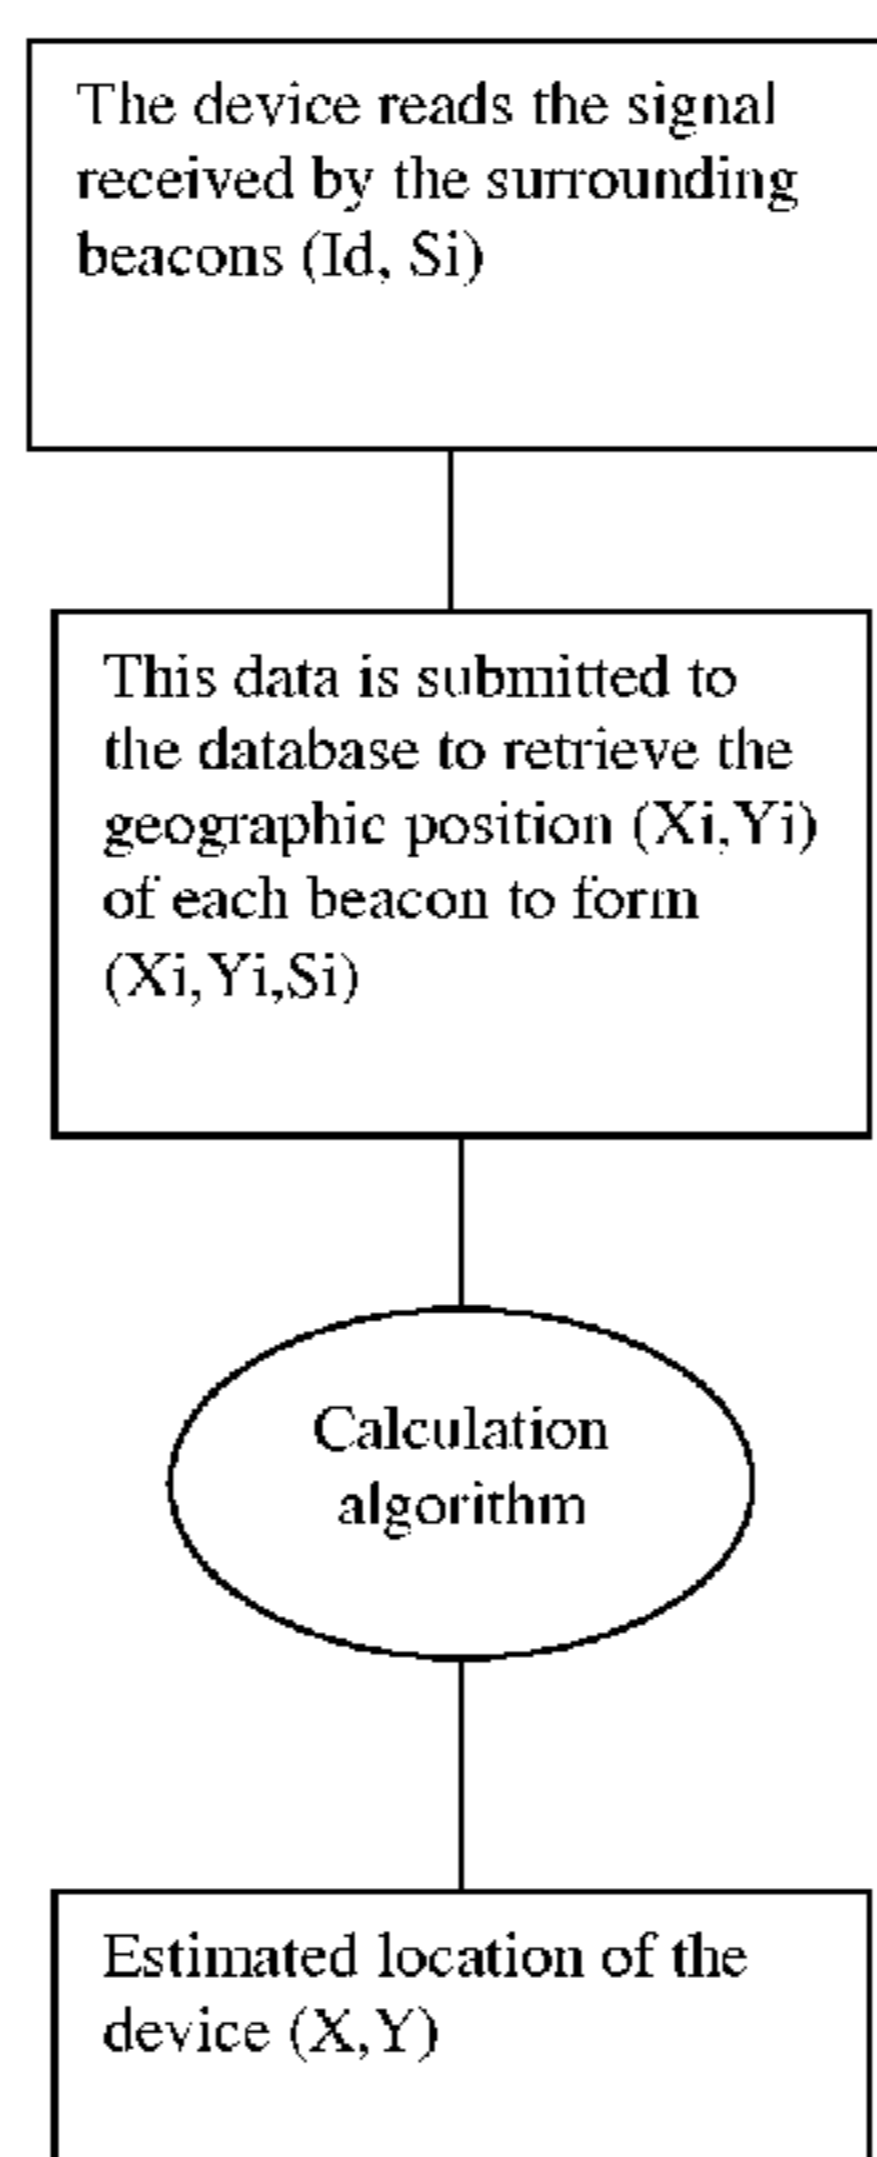 The device reads the signal
received by the surrounding
beacons (Id, Si)
This data is submitted to
the database to retrieve the
geographic position (Xi,Yi)
of each beacon to form
(Xi,Yi,Si)
Calculation
algorithm
Estimated location of the
device (X,Y)